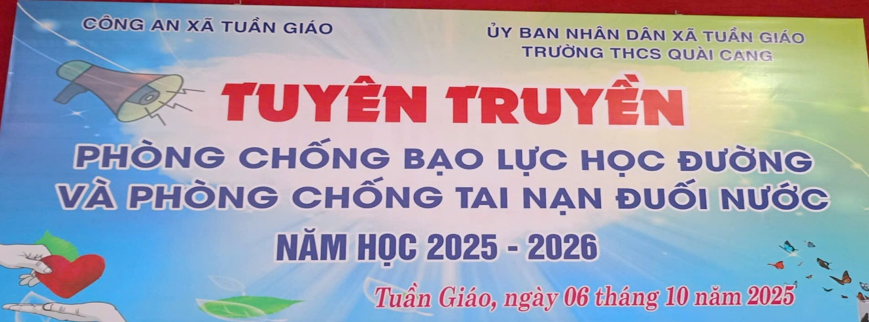 CÔNG AN XÃ TUẦN GIÁO
ỦY BAN NHÂN DÂN XÃ TUẦN GIÁO
TRƯỜNG THCS QUÀI CANG
TUYÊN TRUYỀN
PHÒNG CHỐNG BẠO LỰC HỌC ĐƯỜNG
VÀ PHÒNG CHỐNG TAI NẠN ĐUỐI NƯỚC
NĂM HỌC 2025 - 2026
Tuần Giáo, ngày 06 tháng 10 năm 2025